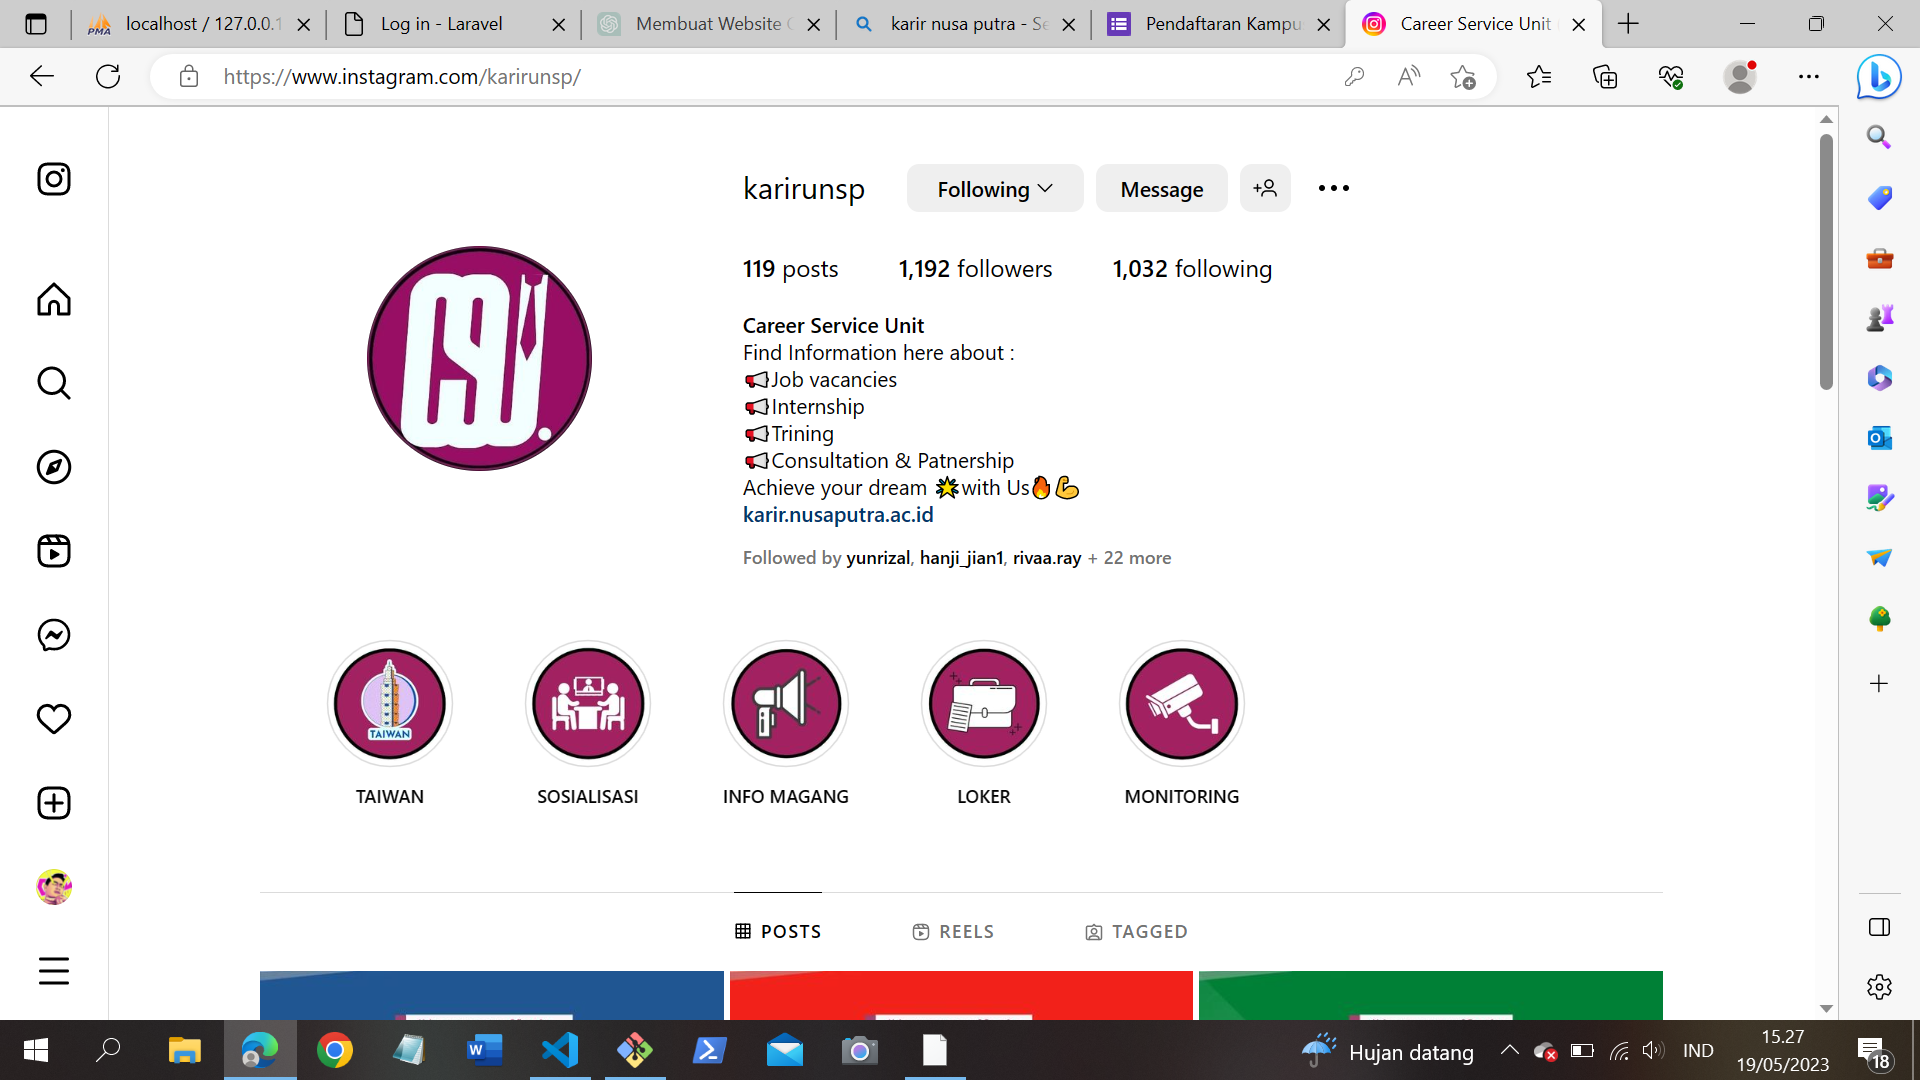 localhost / 127.0.0.1
Log in - Laravel
Membuat Website
karir nusa putra - Se
Pendaftaran Kampu
Career Service Unit
https://www.instagram.com/karirunsp/
karirunsp
Following
Message
119 posts
1,192 followers
1,032 following
Career Service Unit
Find Information here about :
📢Job vacancies
📢Internship
📢Trining
📢Consultation & Patnership
Achieve your dream 🌟with Us🔥💪
karir.nusaputra.ac.id
Followed by yunrizal, hanji_jian1, rivaa.ray + 22 more
TAIWAN
TAIWAN
SOSIALISASI
INFO MAGANG
LOKER
MONITORING
POSTS
REELS
TAGGED
Hujan datang
IND
15.27
19/05/2023
18